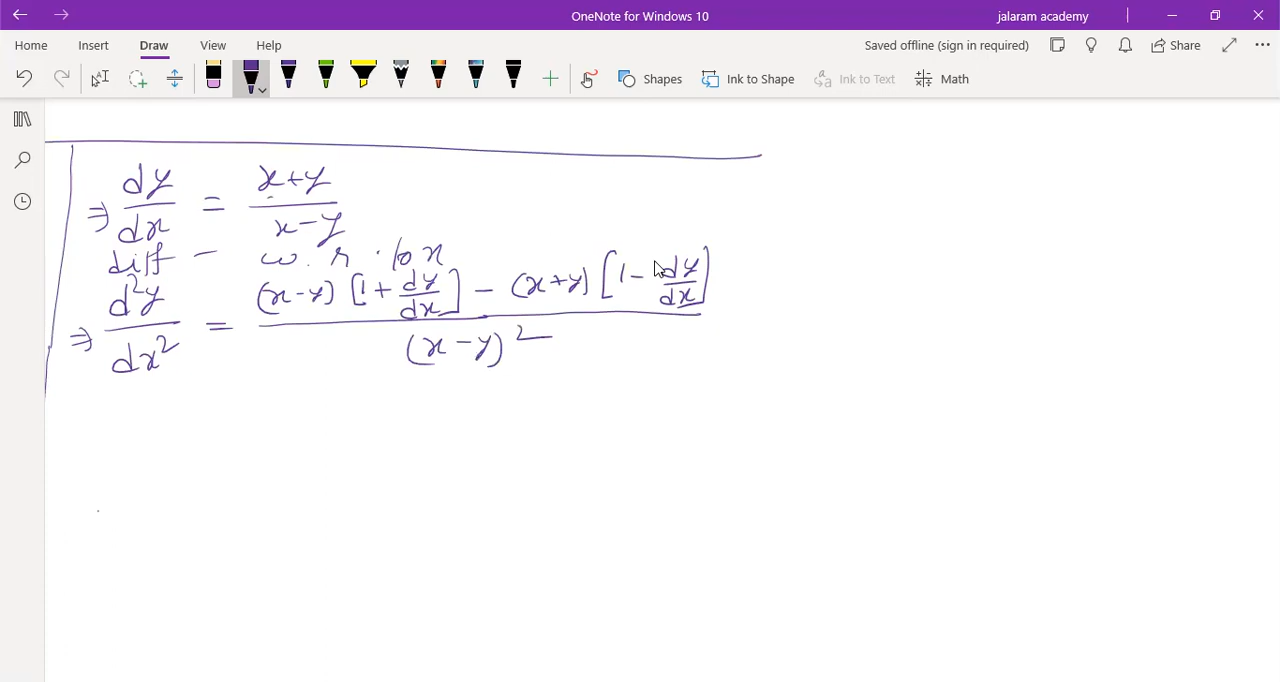 OneNote for Windows 10
jalaram academy
Home Insert Draw View Help
Saved offline (sign in required) Share
Shapes Ink to Shape Ink to Text Math
⇒ dy/dx = (x+y)/(x-y)
diff – w.r.to x
⇒ d²y/dx² = ((x-y) [1 + dy/dx] - (x+y) [1 - dy/dx])/(x-y)²